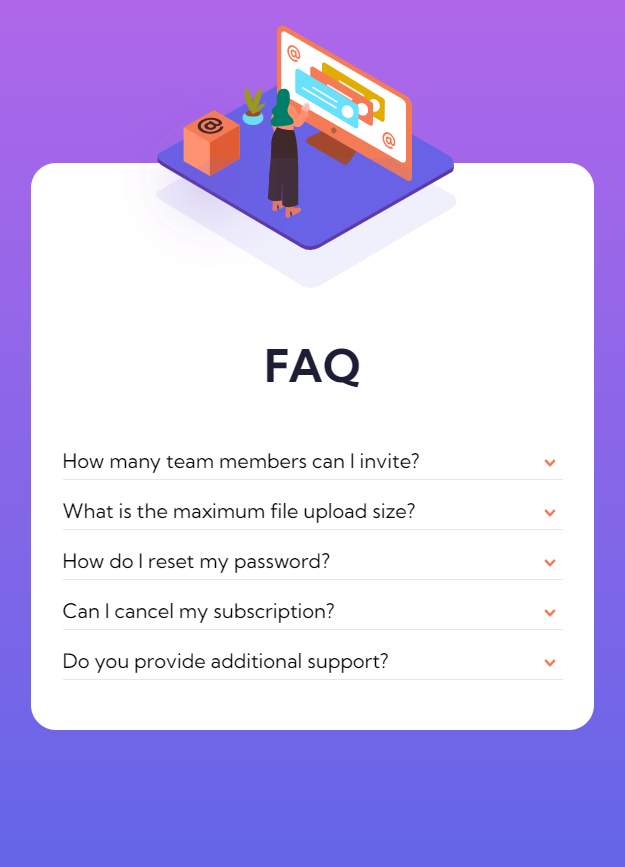 @
@
@
FAQ
How many team members can I invite?
What is the maximum file upload size?
How do I reset my password?
Can I cancel my subscription?
Do you provide additional support?